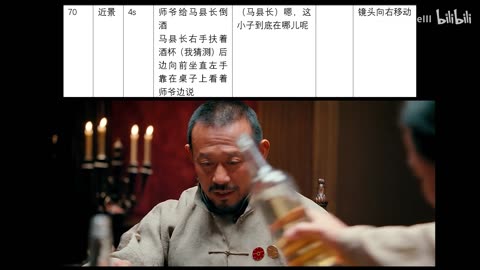 70
近景
4s
师爷给马县长倒
酒
马县长右手扶着
酒杯（我猜测）后
边向前坐直左手
靠在桌子上看着
师爷边说
（马县长）嗯，这
小子到底在哪儿呢
镜头向右移动
bilibili